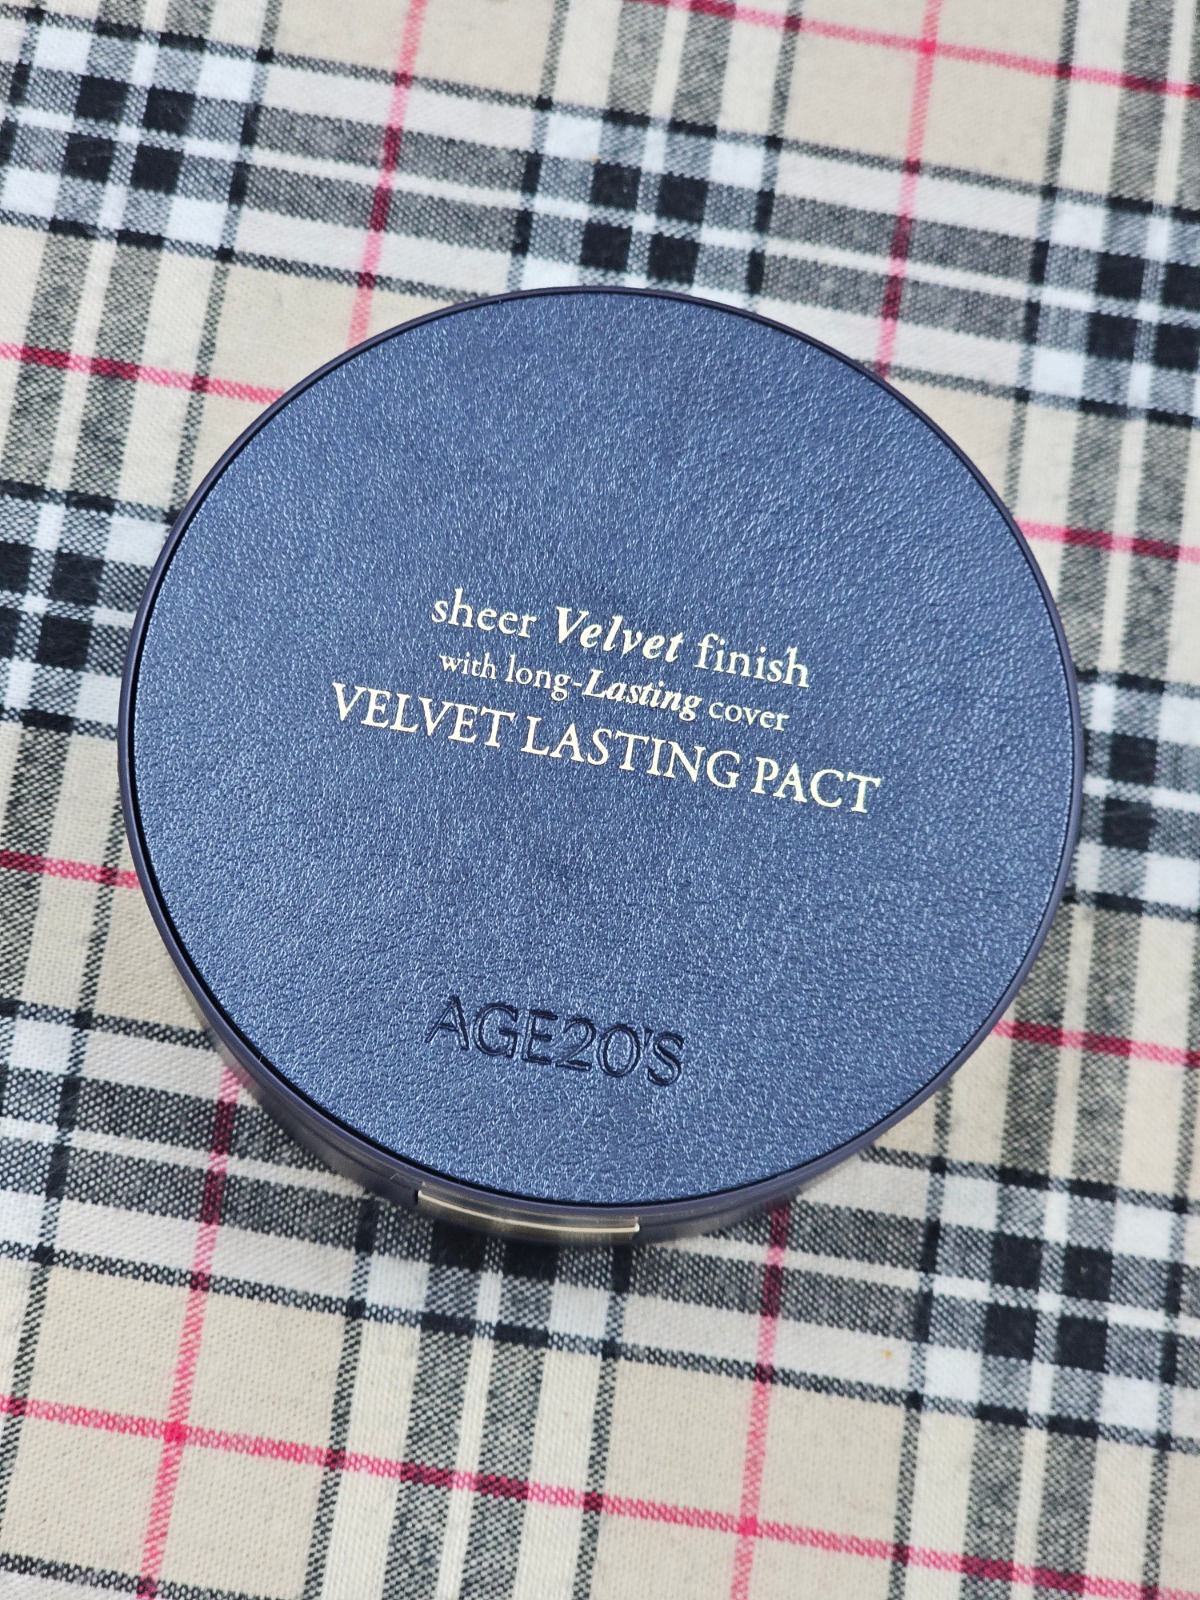 sheer Velvet finish
with long-Lasting cover
VELVET LASTING PACT
AGE20'S